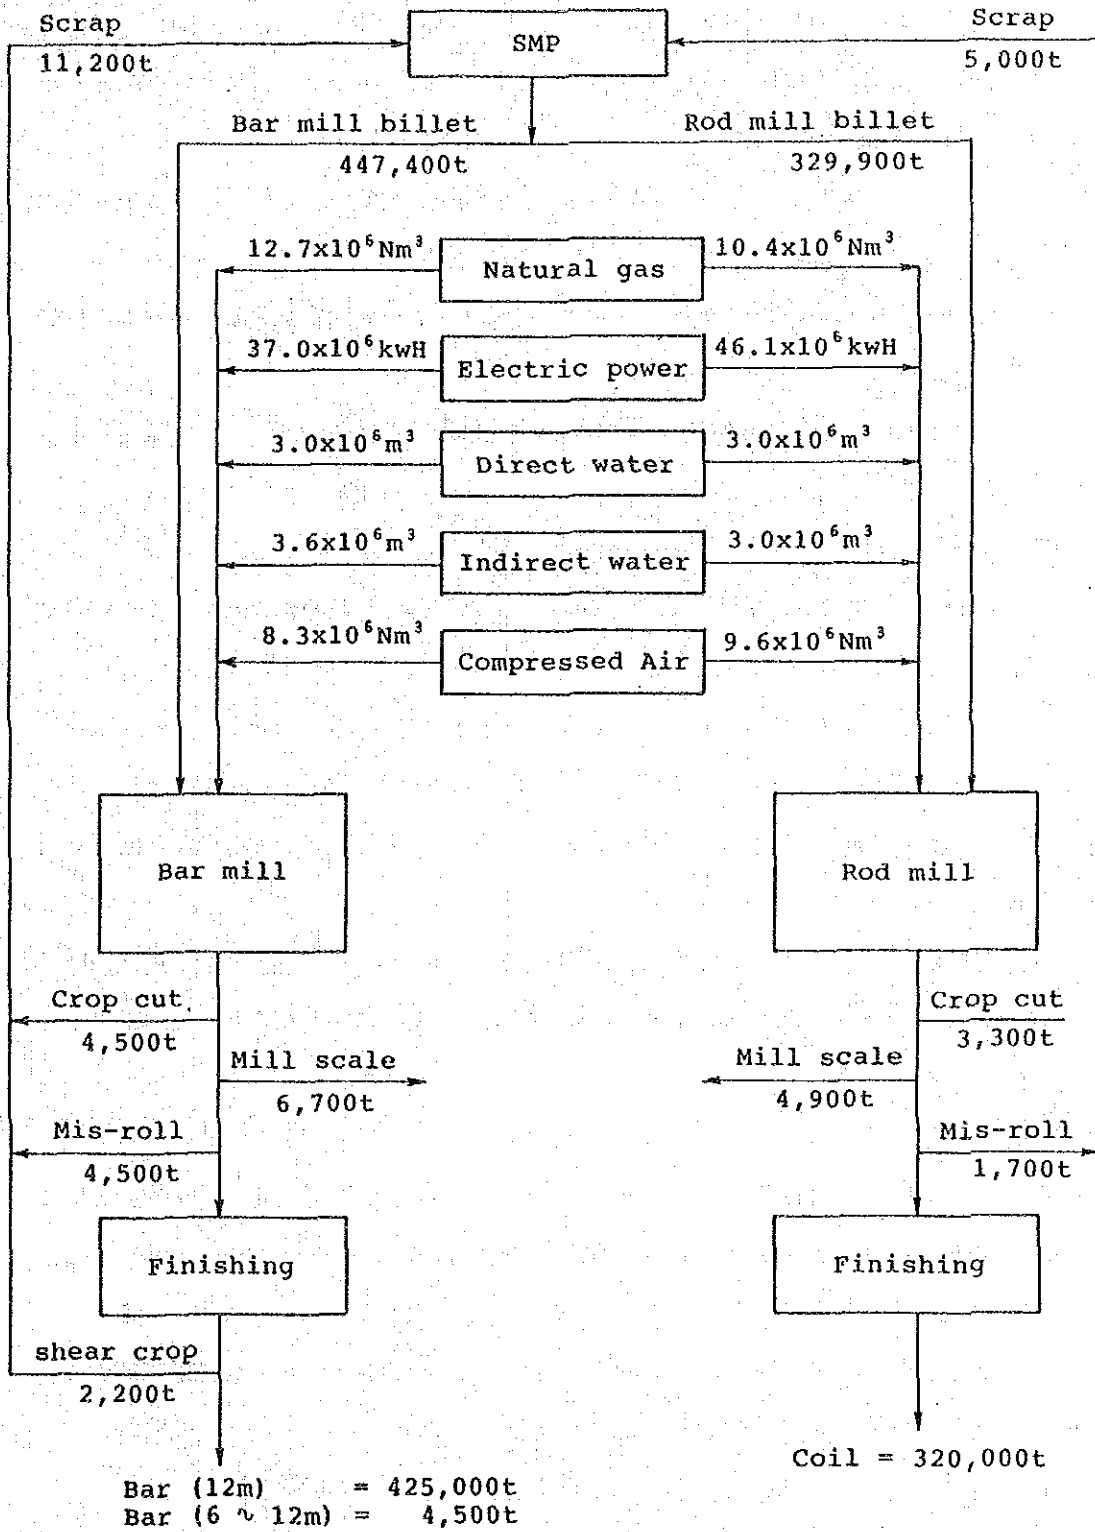 Scrap
11,200t
SMP
Scrap
5,000t
Bar mill billet
447,400t
Rod mill billet
329,900t
12.7x10⁶Nm³
Natural gas
10.4x10⁶Nm³
37.0x10⁶kwH
Electric power
46.1x10⁶kwH
3.0x10⁶m³
Direct water
3.0x10⁶m³
3.6x10⁶m³
Indirect water
3.0x10⁶m³
8.3x10⁶Nm³
Compressed Air
9.6x10⁶Nm³
Bar mill
Rod mill
Crop cut
4,500t
Crop cut
3,300t
Mill scale
6,700t
Mill scale
4,900t
Mis-roll
4,500t
Mis-roll
1,700t
Finishing
Finishing
shear crop
2,200t
Coil = 320,000t
Bar (12m) = 425,000t
Bar (6 ~ 12m) = 4,500t